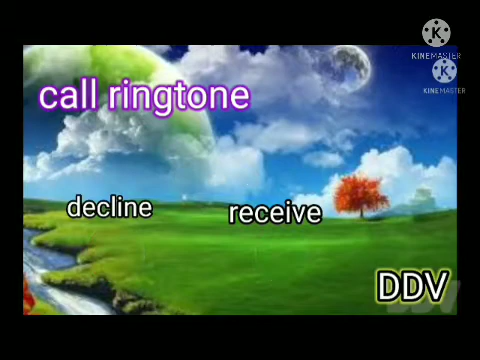 KINEMASTER
KINEMASTER
call ringtone
decline
receive
DDV